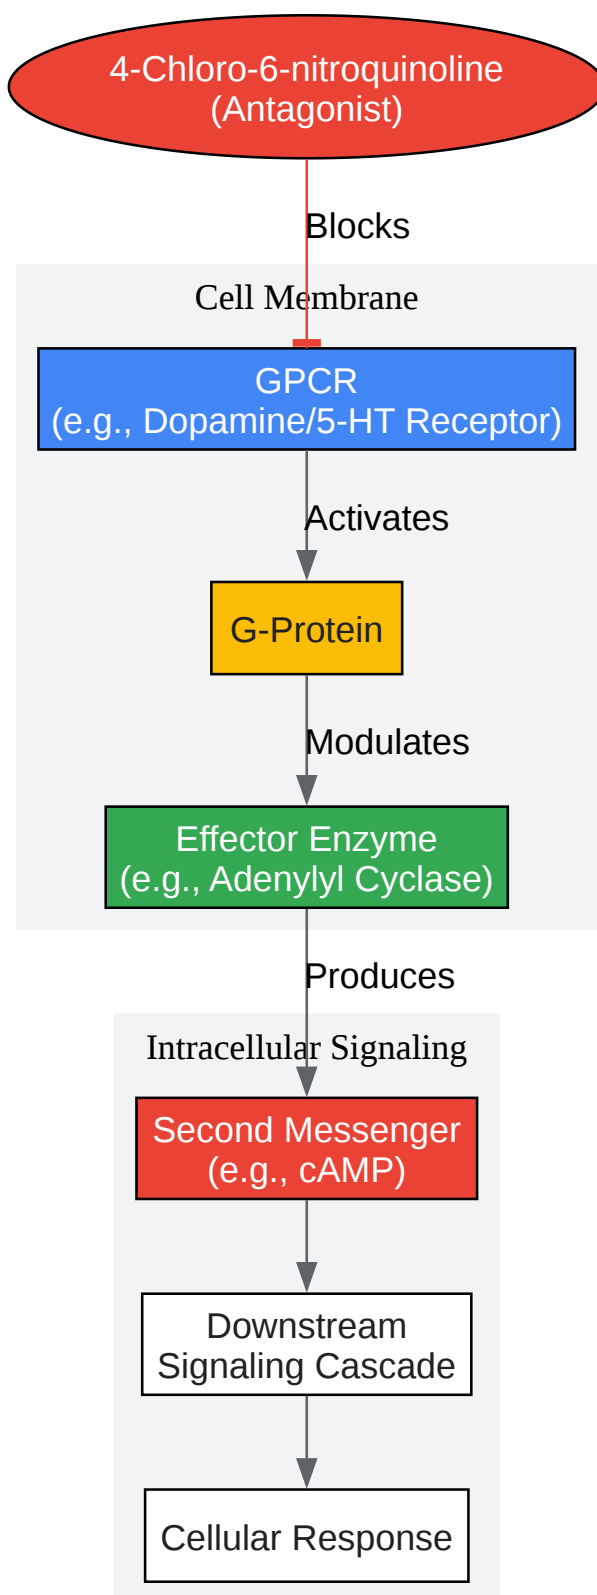 4-Chloro-6-nitroquinoline
(Antagonist)
Blocks
Cell Membrane
GPCR
(e.g., Dopamine/5-HT Receptor)
Activates
G-Protein
Modulates
Effector Enzyme
(e.g., Adenylyl Cyclase)
Produces
Intracellular Signaling
Second Messenger
(e.g., cAMP)
Downstream
Signaling Cascade
Cellular Response